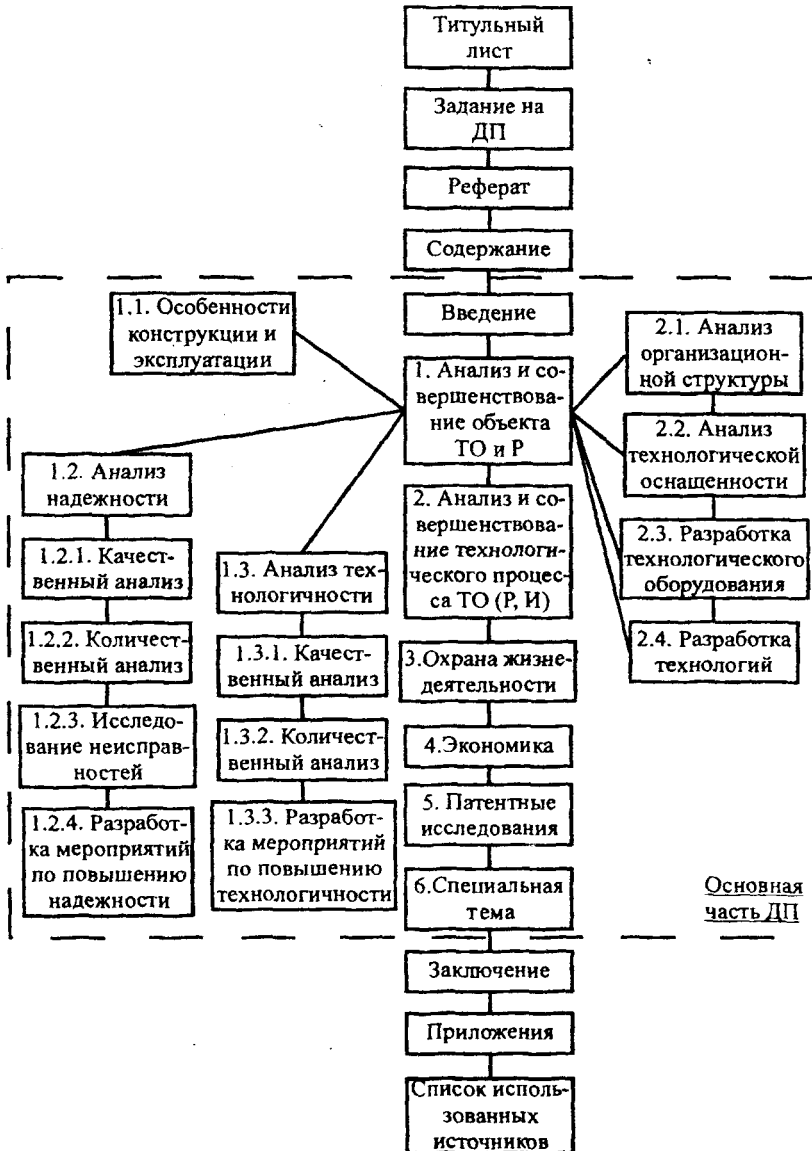 Титульный
лист
Задание на
ДП
Реферат
Содержание
Введение
1.1. Особенности
конструкции и
эксплуатации
1. Анализ и со-
вершенствова-
ние объекта
ТО и Р
2.1. Анализ
организацион-
ной структуры
2.2. Анализ
технологической
оснащенности
2.3. Разработка
технологического
оборудования
2.4. Разработка
технологий
1.2. Анализ
надежности
1.2.1. Качест-
венный анализ
1.2.2. Количест-
венный анализ
1.2.3. Исследо-
вание неисправ-
ностей
1.2.4. Разработ-
ка мероприятий
по повышению
надежности
1.3. Анализ тех-
нологичности
1.3.1. Качест-
венный анализ
1.3.2. Количест-
венный анализ
1.3.3. Разработ-
ка мероприятий
по повышению
технологичности
2. Анализ и со-
вершенствова-
ние технологи-
ческого процес-
са ТО (Р, И)
3.Охрана жизне-
деятельности
4.Экономика
5. Патентные
исследования
6.Специальная
тема
Основная
часть ДП
Заключение
Приложения
Список исполь-
зованных
источников